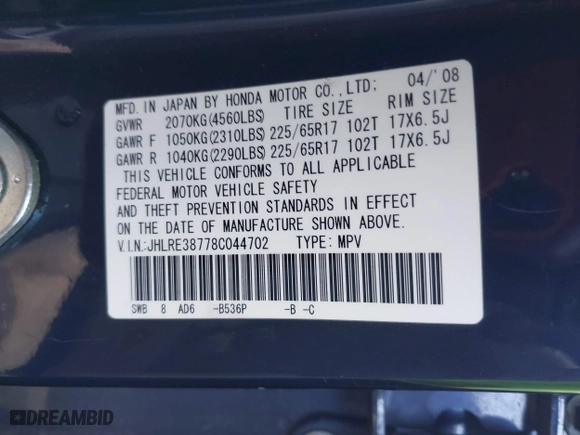 MFD. IN JAPAN BY HONDA MOTOR CO.,LTD: 04/'08
GVWR 2070KG(4560LBS) TIRE SIZE RIM SIZE
GAWR F 1050KG(2310LBS) 225/65R17 102T 17X6.5J
GAWR R 1040KG(2290LBS) 225/65R17 102T 17X6.5J
THIS VEHICLE CONFORMS TO ALL APPLICABLE
FEDERAL MOTOR VEHICLE SAFETY
AND THEFT PREVENTION STANDARDS IN EFFECT
ON THE DATE OF MANUFACTURE SHOWN ABOVE.
V.I.N.:JHLRE38778C044702 TYPE: MPV
SWB 8 AD6 -B536P -B -C
DREAMBID